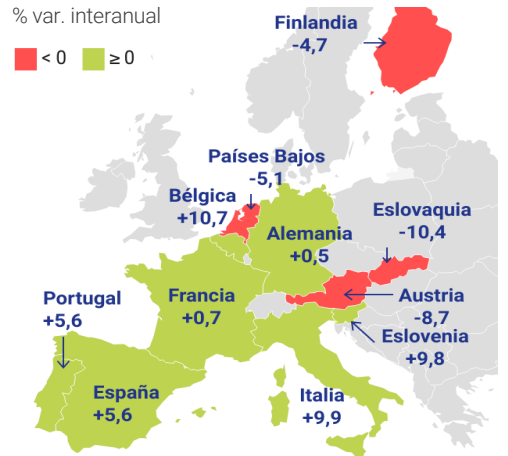 % var. interanual
< 0
≥ 0
Finlandia
-4,7
Países Bajos
-5,1
Bélgica
+10,7
Alemania
+0,5
Eslovaquia
-10,4
Portugal
+5,6
Francia
+0,7
Austria
-8,7
Eslovenia
+9,8
España
+5,6
Italia
+9,9